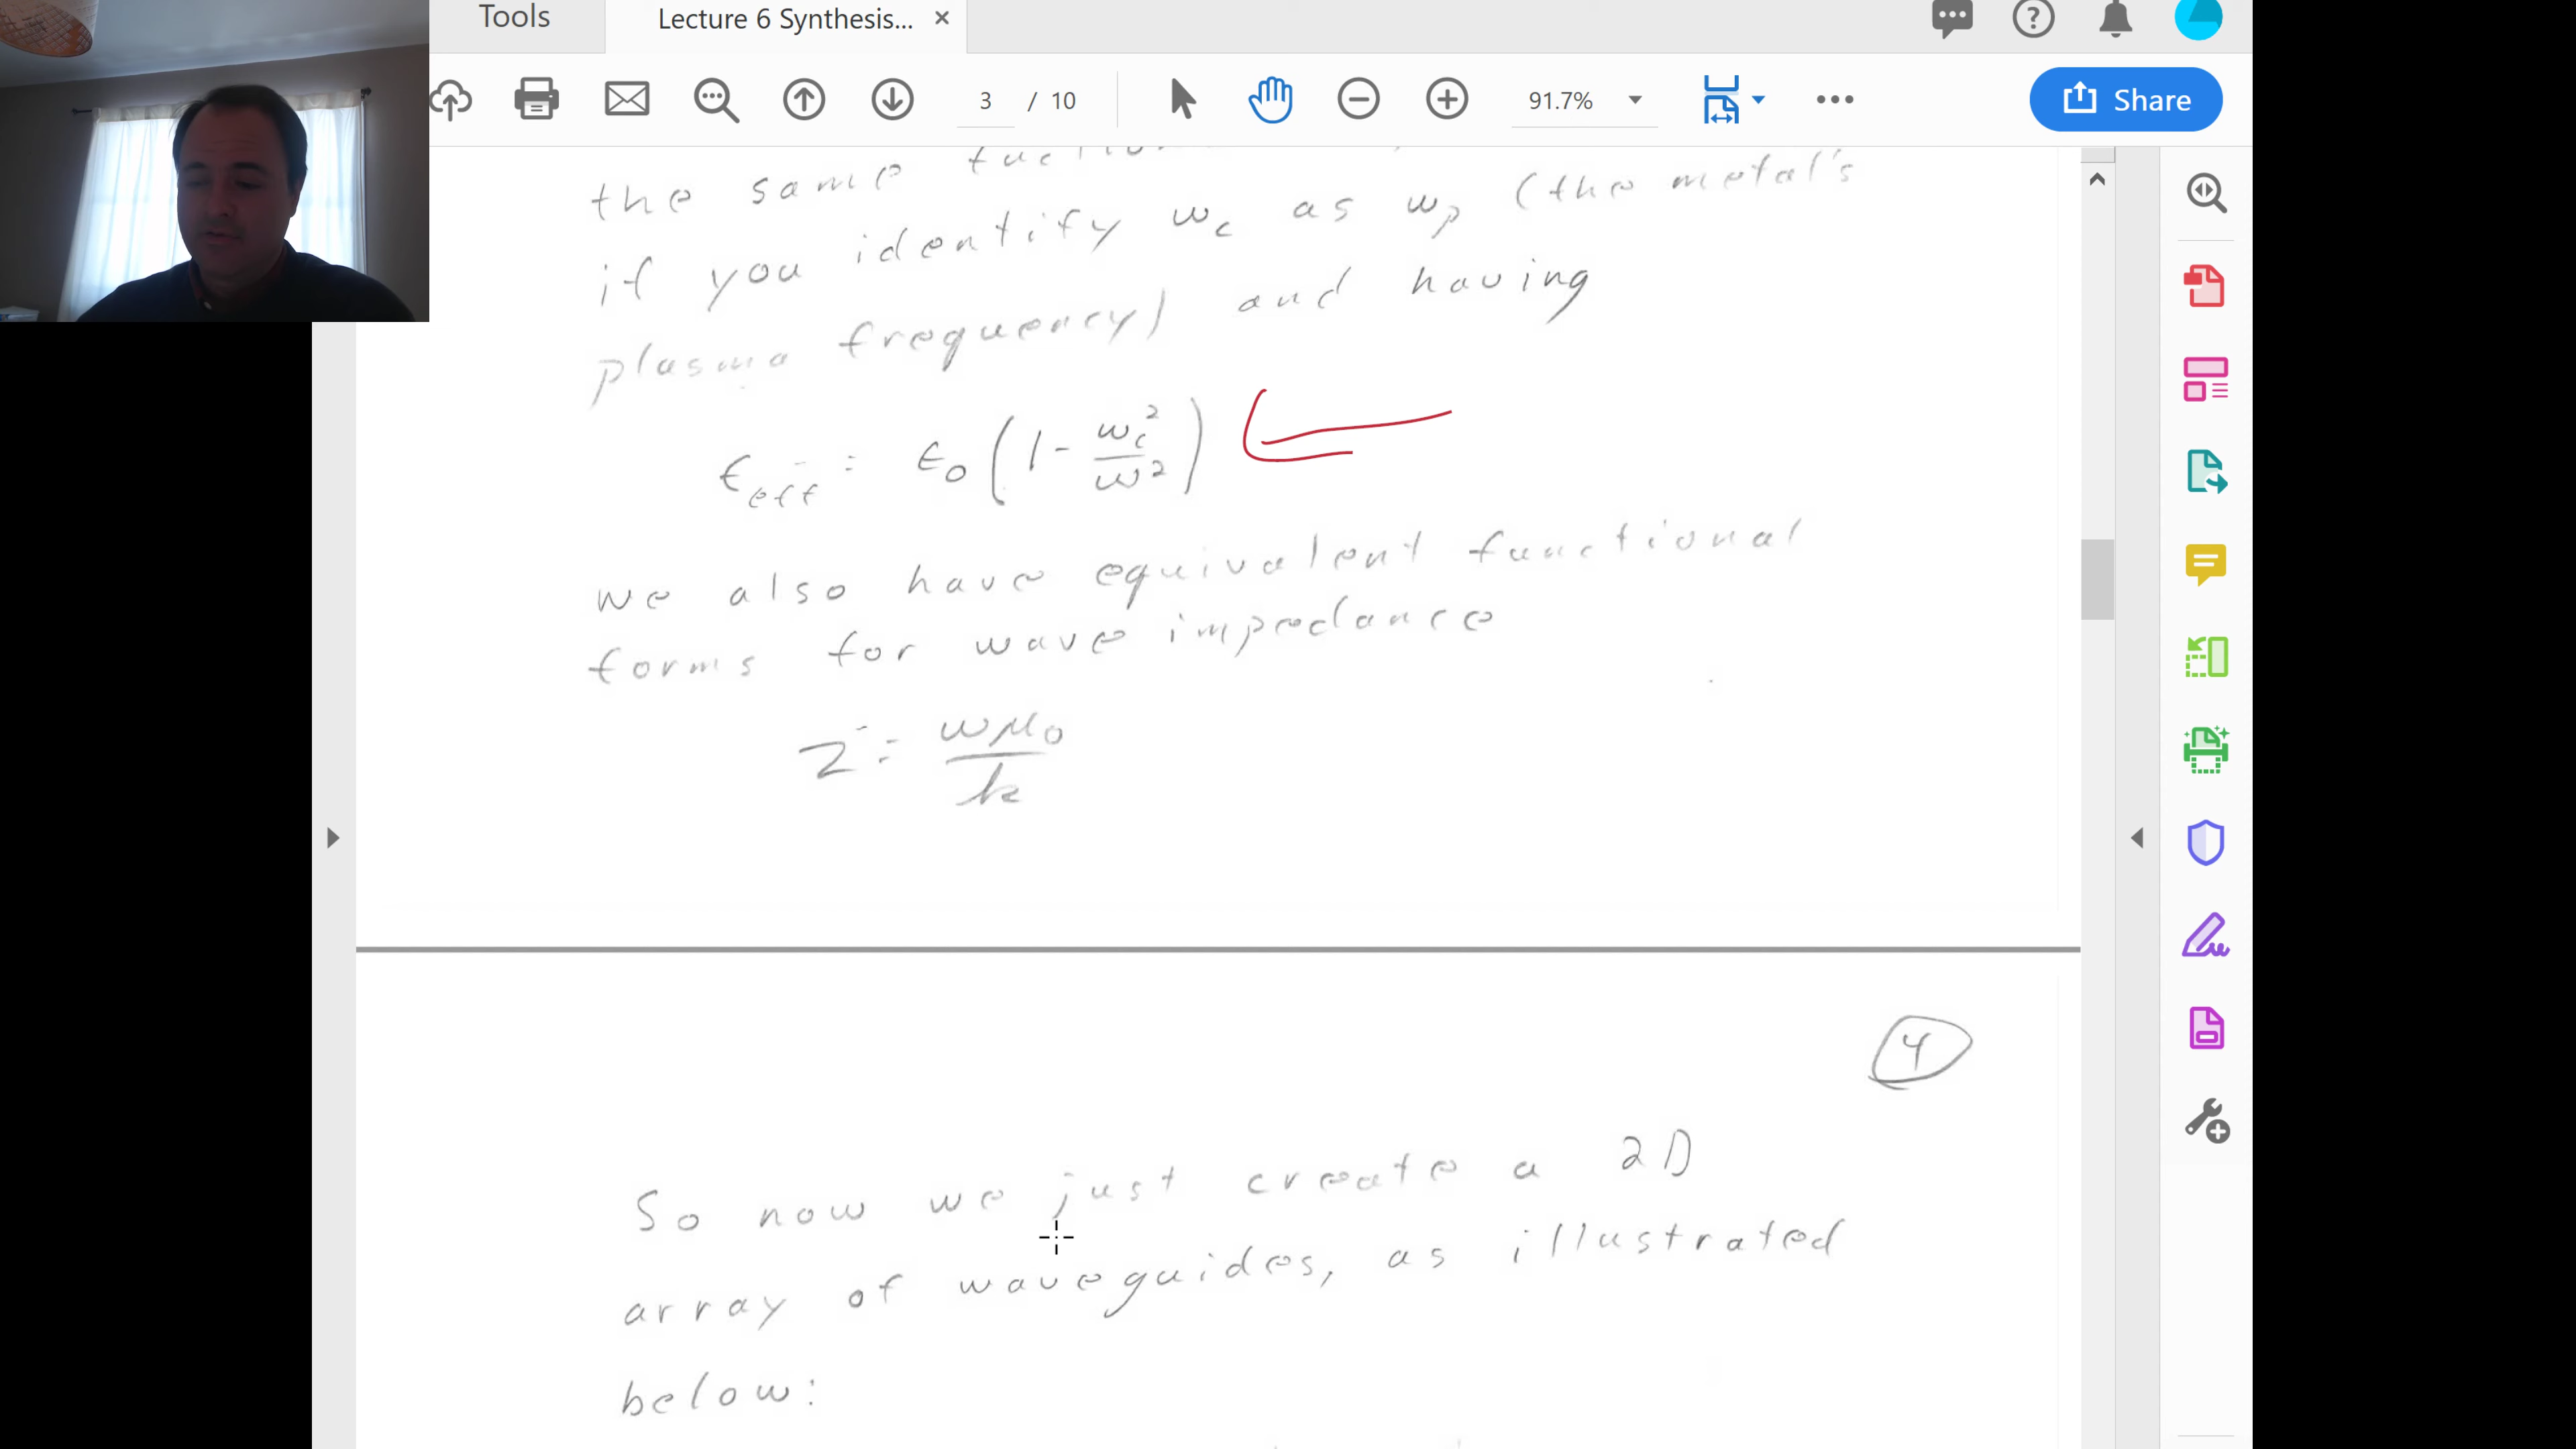 Tools
Lecture 6 Synthesis...
3 / 10
91.7%
Share
the same
if you identify ωc as ωp (the metal's
plasma frequency) and having
ϵeff = ϵ0 (1 - ωc²/ω²)
we also have equivalent functional
forms for wave impedance
Z = ωμ0/k
4
So now we just create a 2D
array of waveguides, as illustrated
below: